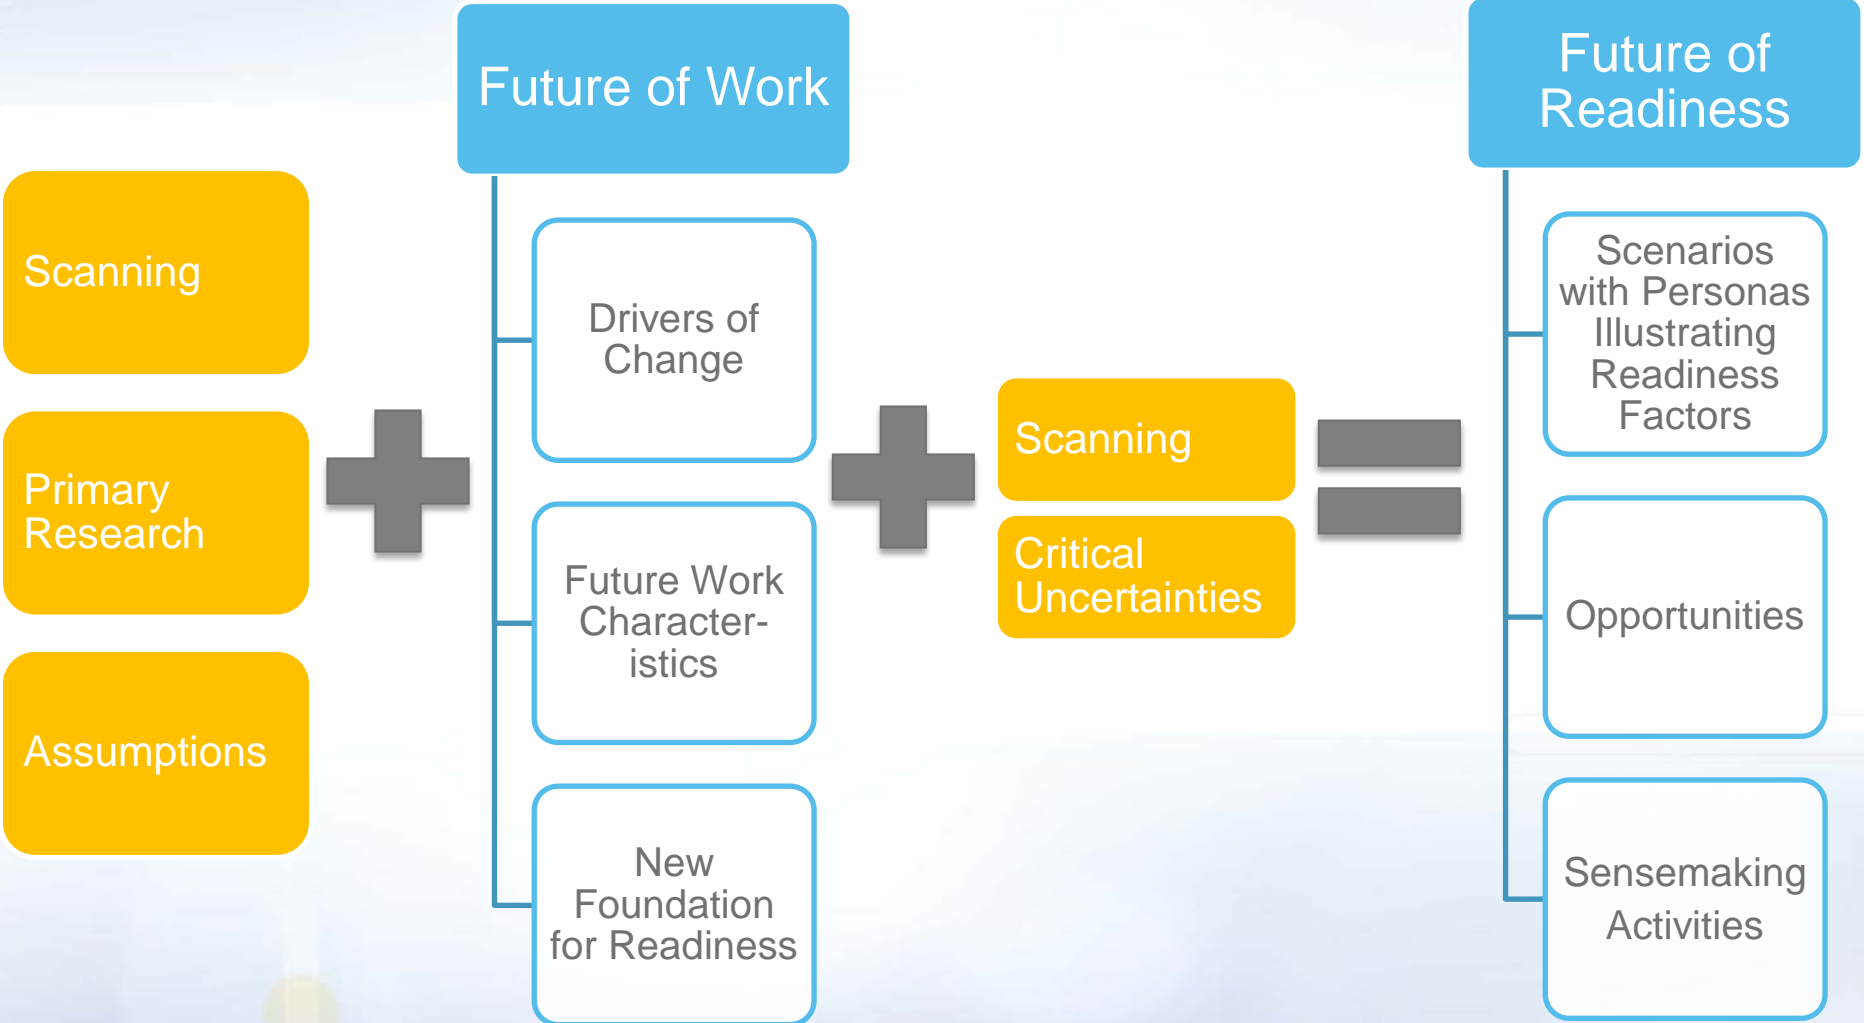 Scanning
Primary
Research
Assumptions
Future of Work
Drivers of
Change
Future Work
Character-
istics
New
Foundation
for Readiness
Scanning
Critical
Uncertainties
Future of
Readiness
Scenarios
with Personas
Illustrating
Readiness
Factors
Opportunities
Sensemaking
Activities